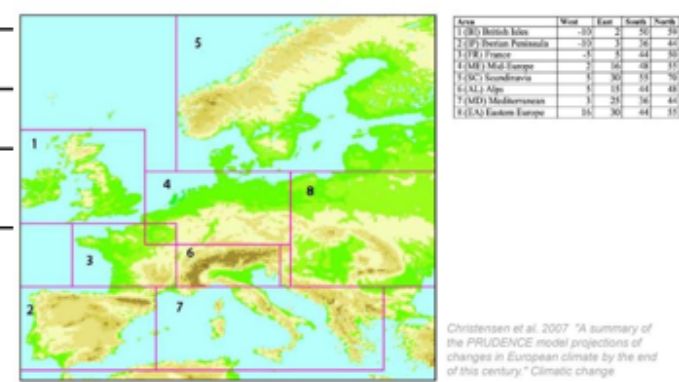 5
1
4
8
3
6
2
7
Area West East South North
1 (BI) British Isles -10 2 50 59
2 (IP) Iberian Peninsula -10 3 36 44
3 (FR) France -5 5 44 50
4 (ME) Mid-Europe 2 16 48 55
5 (SC) Scandinavia 5 30 55 70
6 (AL) Alps 5 15 44 48
7 (MD) Mediterranean 3 25 36 44
8 (EA) Eastern Europe 16 30 44 55
Christensen et al. 2007 "A summary of
the PRUDENCE model projections of
changes in European climate by the end
of this century." Climatic change